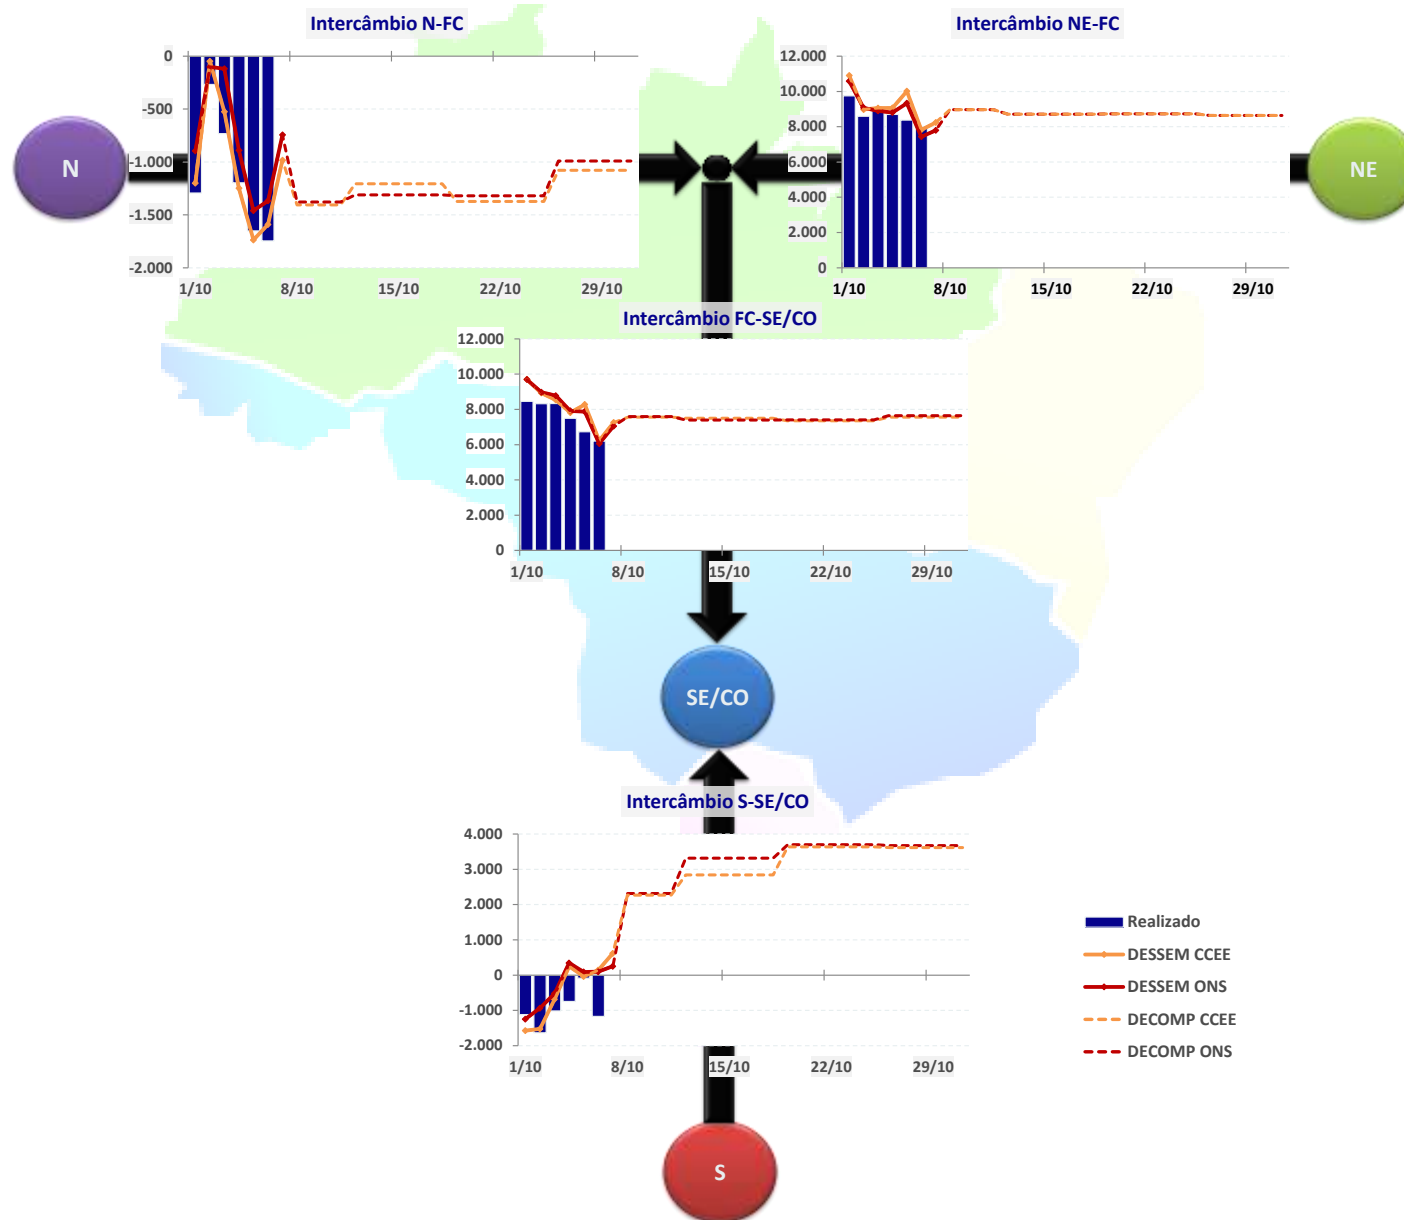 Intercâmbio N-FC
0
-500
-1.000
-1.500
-2.000
1/10 8/10 15/10 22/10 29/10
N
Intercâmbio NE-FC
12.000
10.000
8.000
6.000
4.000
2.000
0
1/10 8/10 15/10 22/10 29/10
NE
Intercâmbio FC-SE/CO
12.000
10.000
8.000
6.000
4.000
2.000
0
1/10 8/10 15/10 22/10 29/10
SE/CO
Intercâmbio S-SE/CO
4.000
3.000
2.000
1.000
0
-1.000
-2.000
1/10 8/10 15/10 22/10 29/10
Realizado
DESSEM CCEE
DESSEM ONS
DECOMP CCEE
DECOMP ONS
S